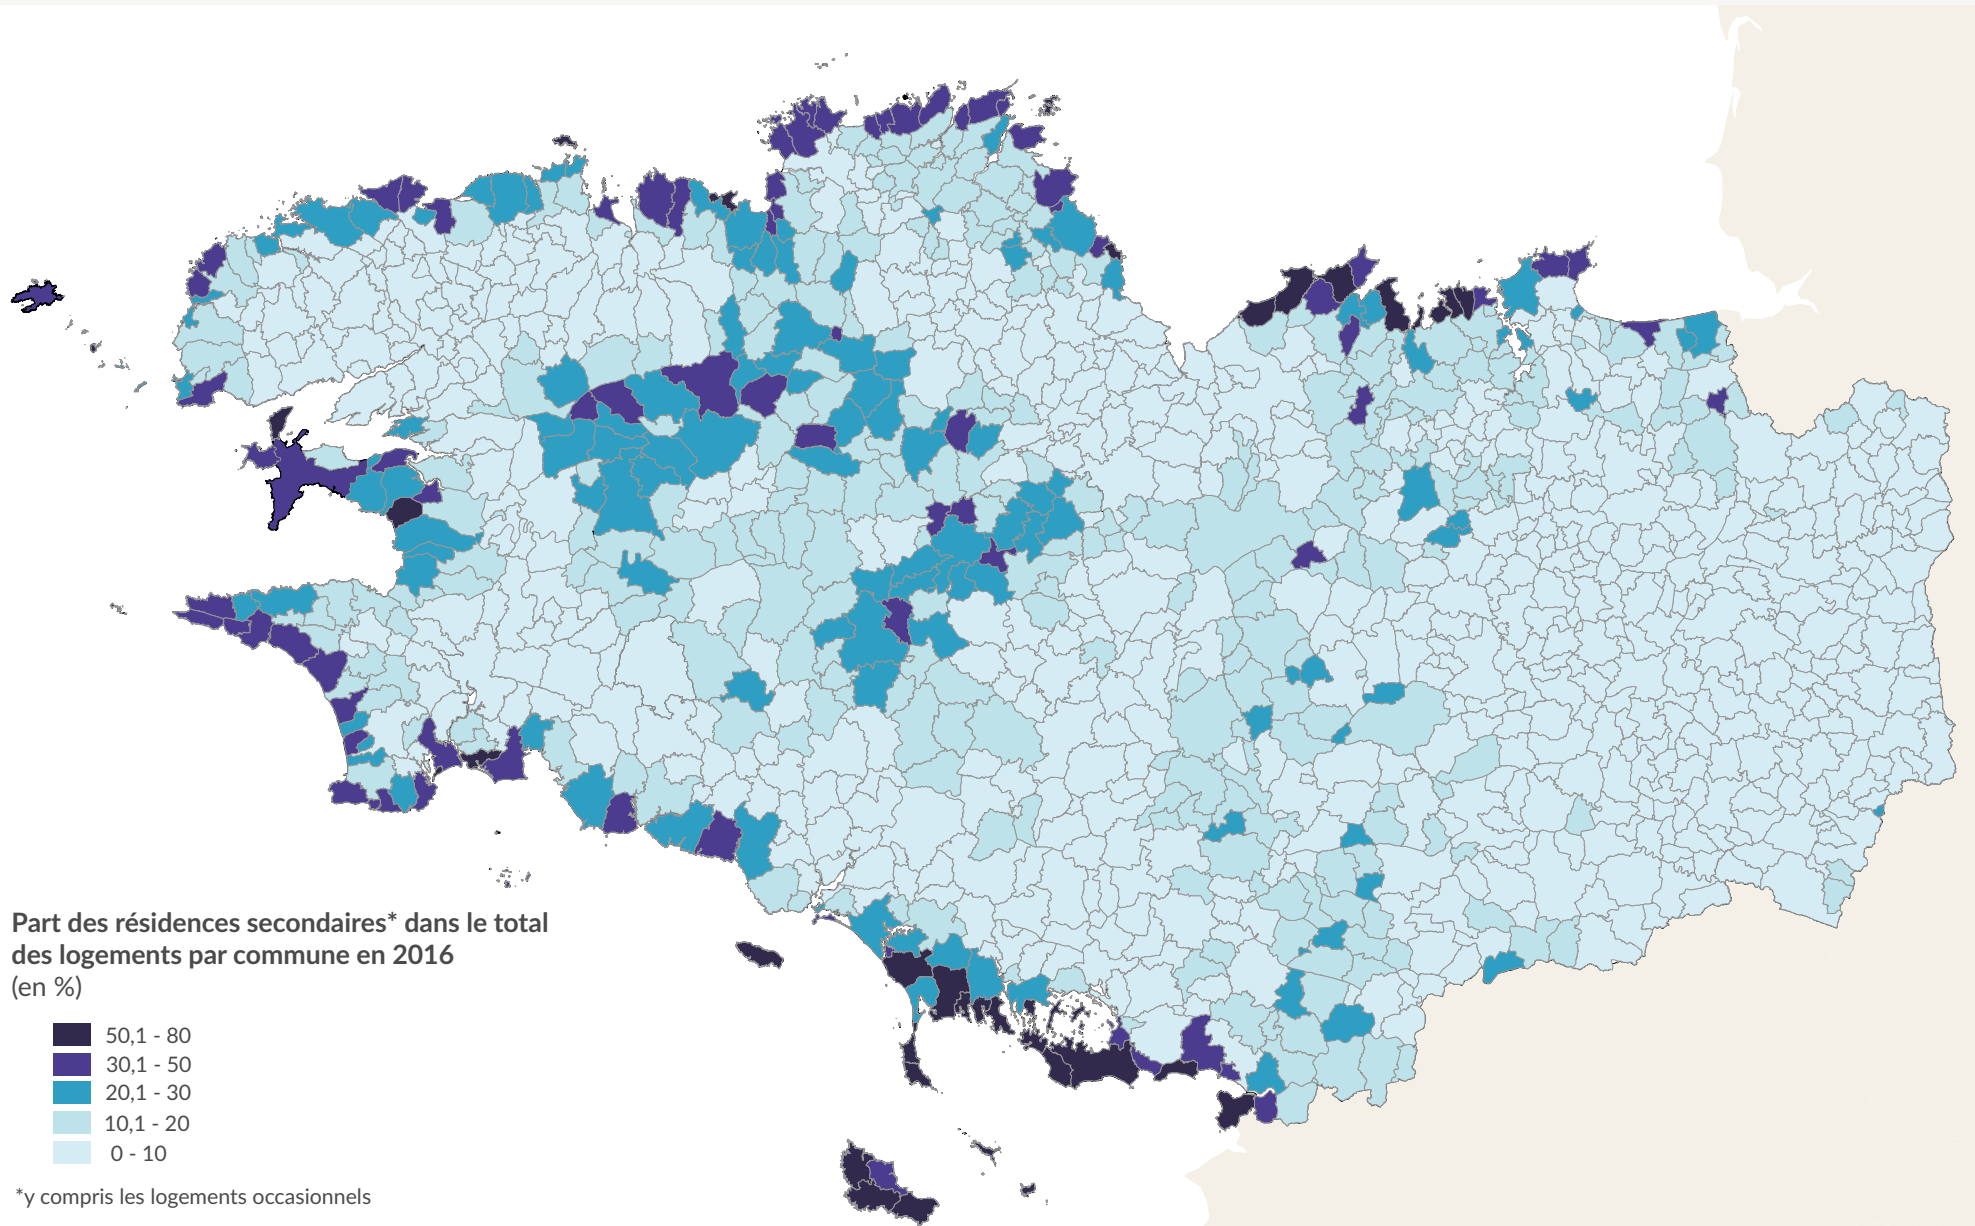 Part des résidences secondaires* dans le total
des logements par commune en 2016
(en %)
50,1 - 80
30,1 - 50
20,1 - 30
10,1 - 20
0 - 10
*y compris les logements occasionnels